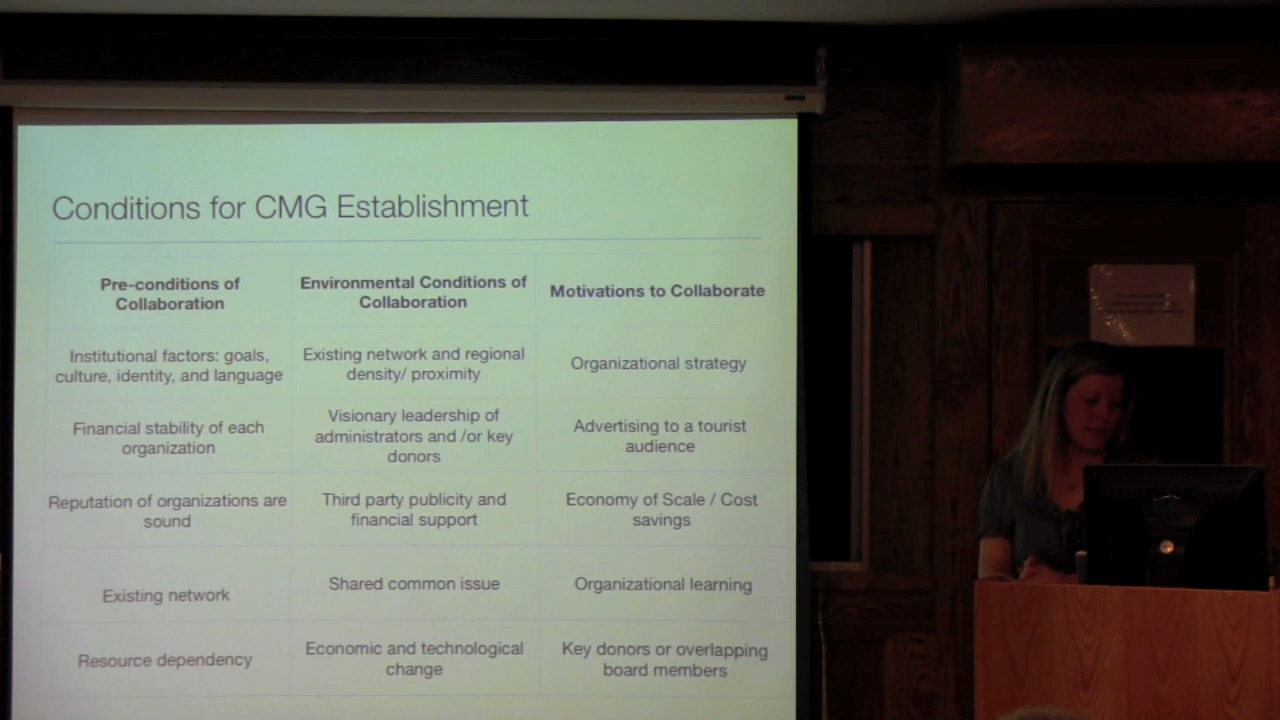 Conditions for CMG Establishment
Pre-conditions of
Collaboration
Environmental Conditions of
Collaboration
Motivations to Collaborate
Institutional factors: goals,
culture, identity, and language
Existing network and regional
density/ proximity
Organizational strategy
Financial stability of each
organization
Visionary leadership of
administrators and /or key
donors
Advertising to a tourist
audience
Reputation of organizations are
sound
Third party publicity and
financial support
Economy of Scale / Cost
savings
Existing network
Shared common issue
Organizational learning
Resource dependency
Economic and technological
change
Key donors or overlapping
board members